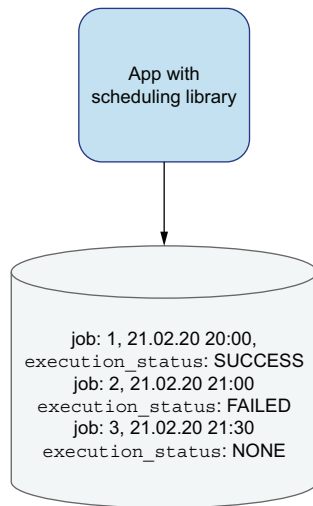 App with
scheduling library
job: 1, 21.02.20 20:00,
execution_status: SUCCESS
job: 2, 21.02.20 21:00
execution_status: FAILED
job: 3, 21.02.20 21:30
execution_status: NONE